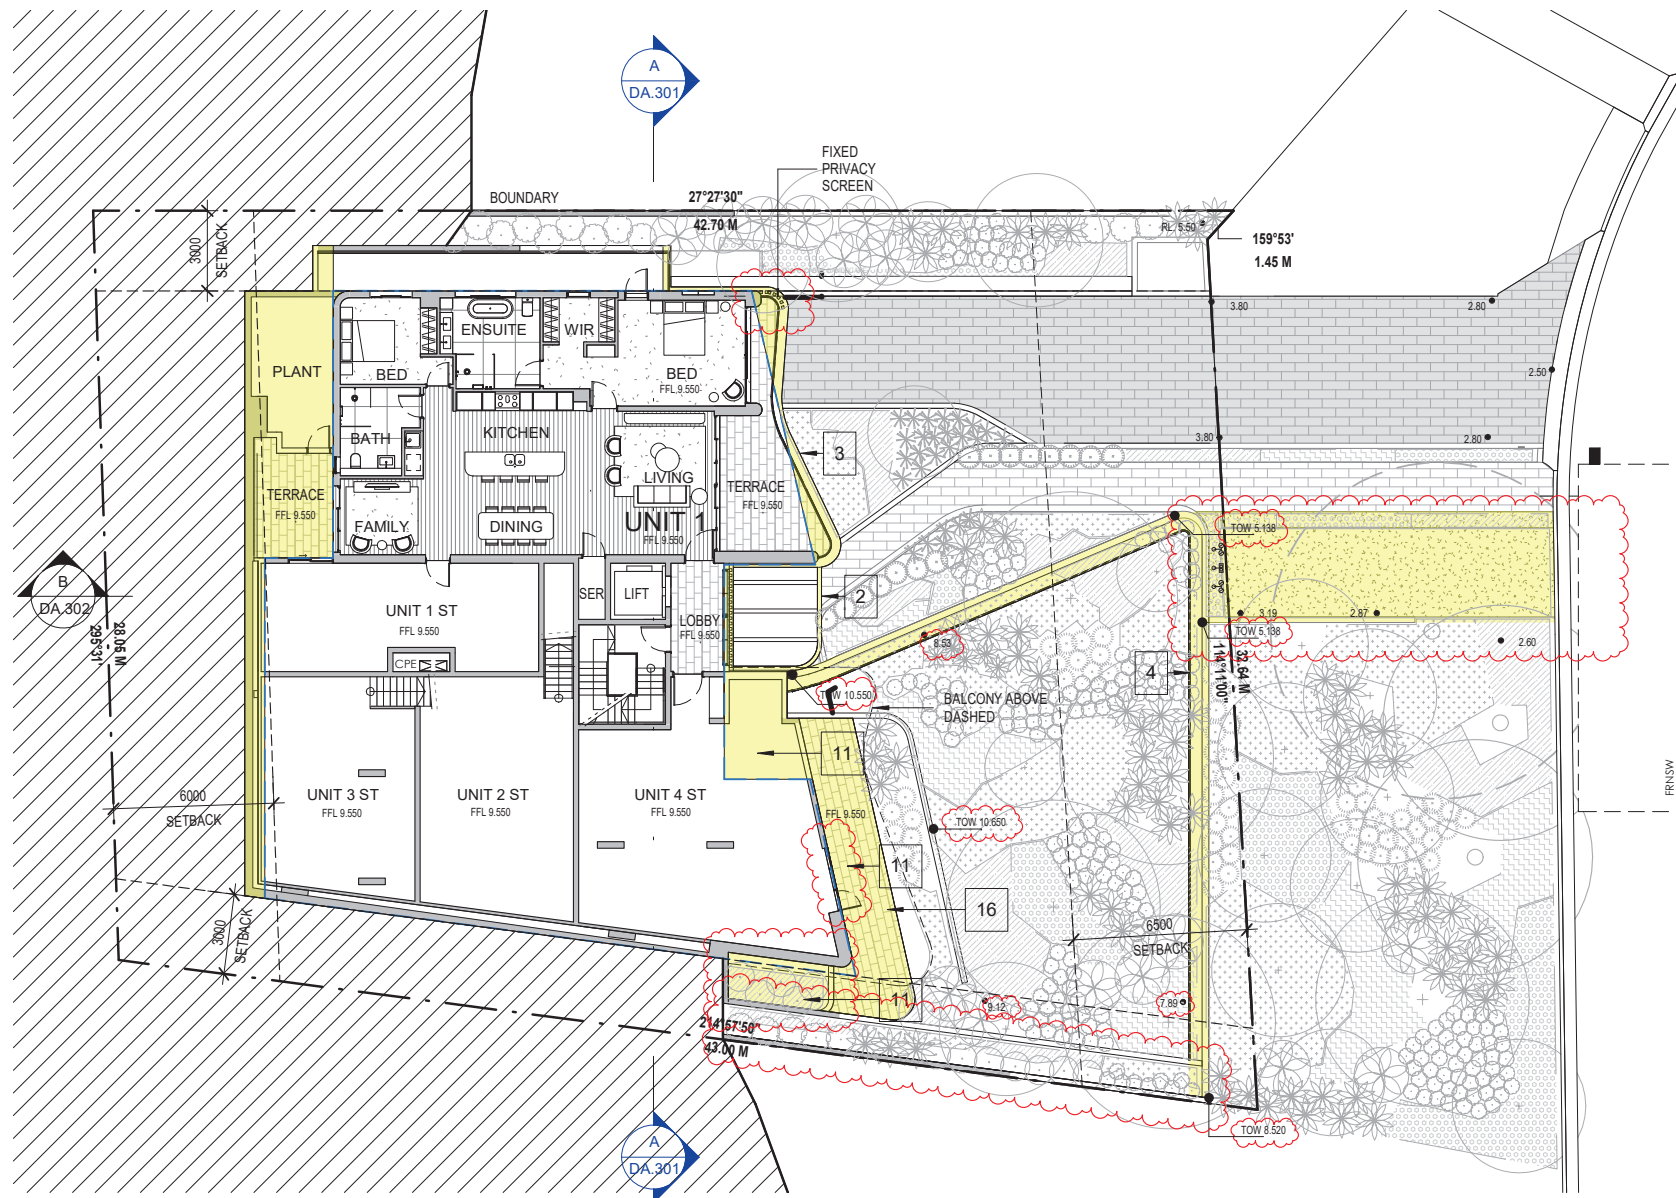 A
DA.301
FIXED
PRIVACY
SCREEN
BOUNDARY
27°27'30"
42.70 M
RL 5.50
159°53'
1.45 M
3000
SETBACK
3.80
2.80
2.50
3.80
2.80
PLANT
BED
ENSUITE
WIR
BED
FFL 9.550
BATH
KITCHEN
LIVING
TERRACE
FFL 9.550
TERRACE
FFL 9.550
FAMILY
DINING
UNIT 1
FFL 9.550
3
TOW 5.138
B
DA.302
28.05 M
295°31'
UNIT 1 ST
FFL 9.550
SER
LIFT
LOBBY
FFL 9.550
2
3.19
2.87
TOW 5.138
2.60
8.53
CPE
4
32.64 M
114°11'00"
TOW 10.550
BALCONY ABOVE
DASHED
11
FRNSW
6000
SETBACK
UNIT 3 ST
FFL 9.550
UNIT 2 ST
FFL 9.550
UNIT 4 ST
FFL 9.550
FFL 9.550
TOW 10.650
11
16
3000
SETBACK
6500
SETBACK
11
9.12
7.89
214°57'50"
43.00 M
TOW 8.520
A
DA.301